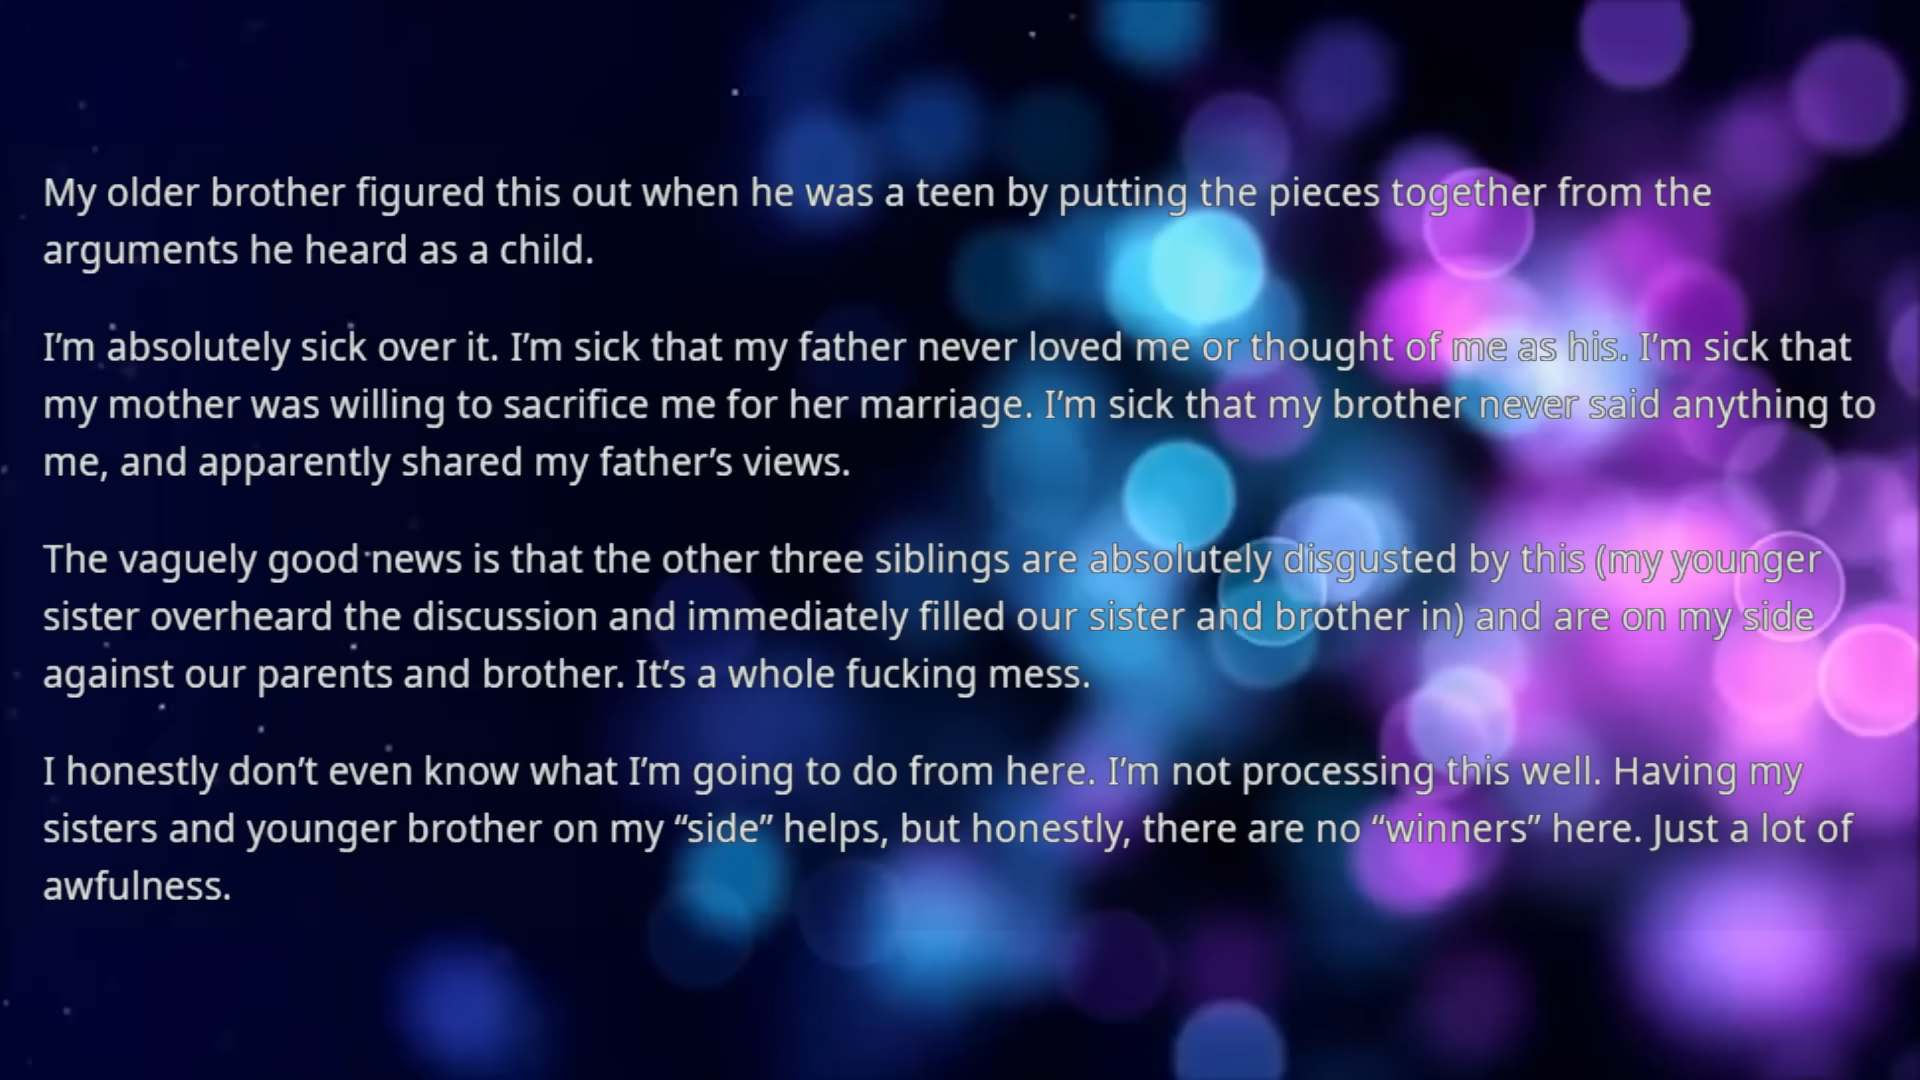 My older brother figured this out when he was a teen by putting the pieces together from the
arguments he heard as a child.
I’m absolutely sick over it. I’m sick that my father never loved me or thought of me as his. I’m sick that
my mother was willing to sacrifice me for her marriage. I’m sick that my brother never said anything to
me, and apparently shared my father’s views.
The vaguely good news is that the other three siblings are absolutely disgusted by this (my younger
sister overheard the discussion and immediately filled our sister and brother in) and are on my side
against our parents and brother. It’s a whole fucking mess.
I honestly don’t even know what I’m going to do from here. I’m not processing this well. Having my
sisters and younger brother on my “side” helps, but honestly, there are no “winners” here. Just a lot of
awfulness.